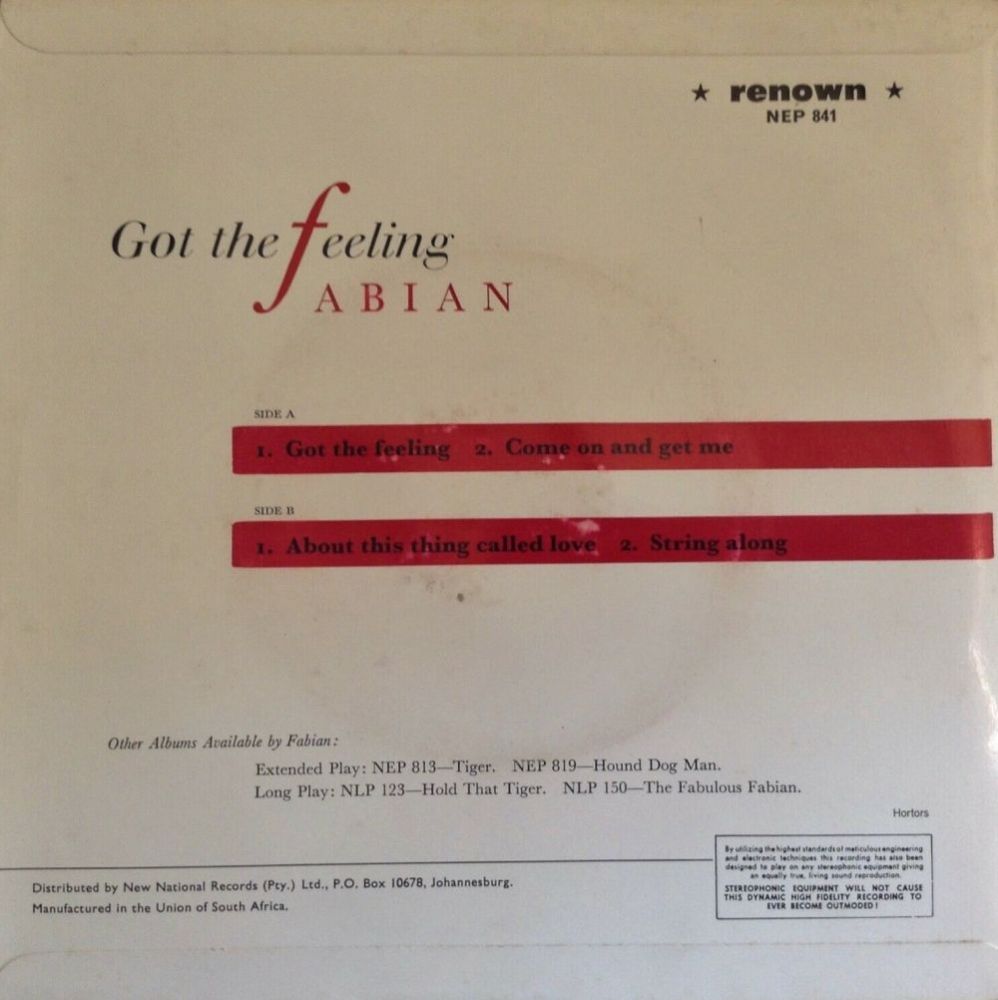 ★ renown ★
NEP 841
Got the feeling
FABIAN
SIDE A
1. Got the feeling 2. Come on and get me
SIDE B
1. About this thing called love 2. String along
Other Albums Available by Fabian:
Extended Play: NEP 813—Tiger. NEP 819—Hound Dog Man.
Long Play: NLP 123—Hold That Tiger. NLP 150—The Fabulous Fabian.
Hortors
By utilizing the highest standards of meticulous engineering
and electronic techniques this recording has also been
designed to play on any stereophonic equipment giving
an equally true, living sound reproduction.
STEREOPHONIC EQUIPMENT WILL NOT CAUSE
THIS DYNAMIC HIGH FIDELITY RECORDING TO
EVER BECOME OUTMODED!
Distributed by New National Records (Pty.) Ltd., P.O. Box 10678, Johannesburg.
Manufactured in the Union of South Africa.